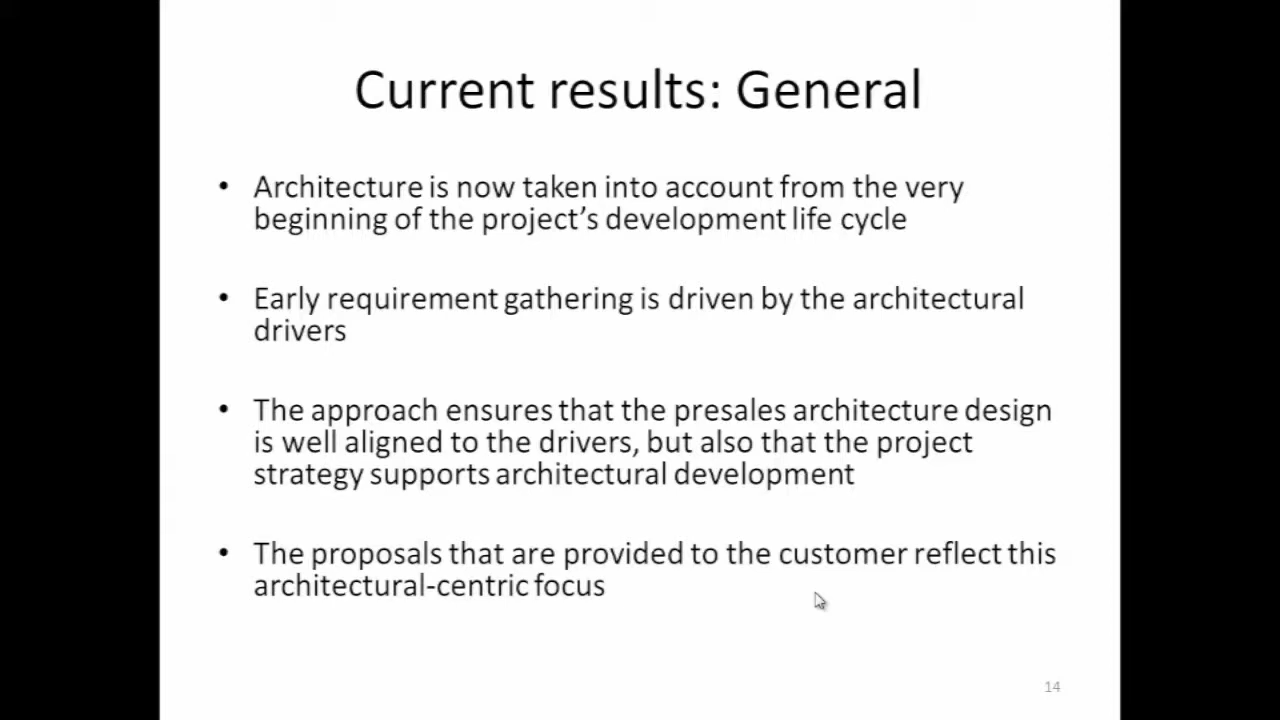 Current results: General
• Architecture is now taken into account from the very
beginning of the project’s development life cycle
• Early requirement gathering is driven by the architectural
drivers
• The approach ensures that the presales architecture design
is well aligned to the drivers, but also that the project
strategy supports architectural development
• The proposals that are provided to the customer reflect this
architectural-centric focus
14